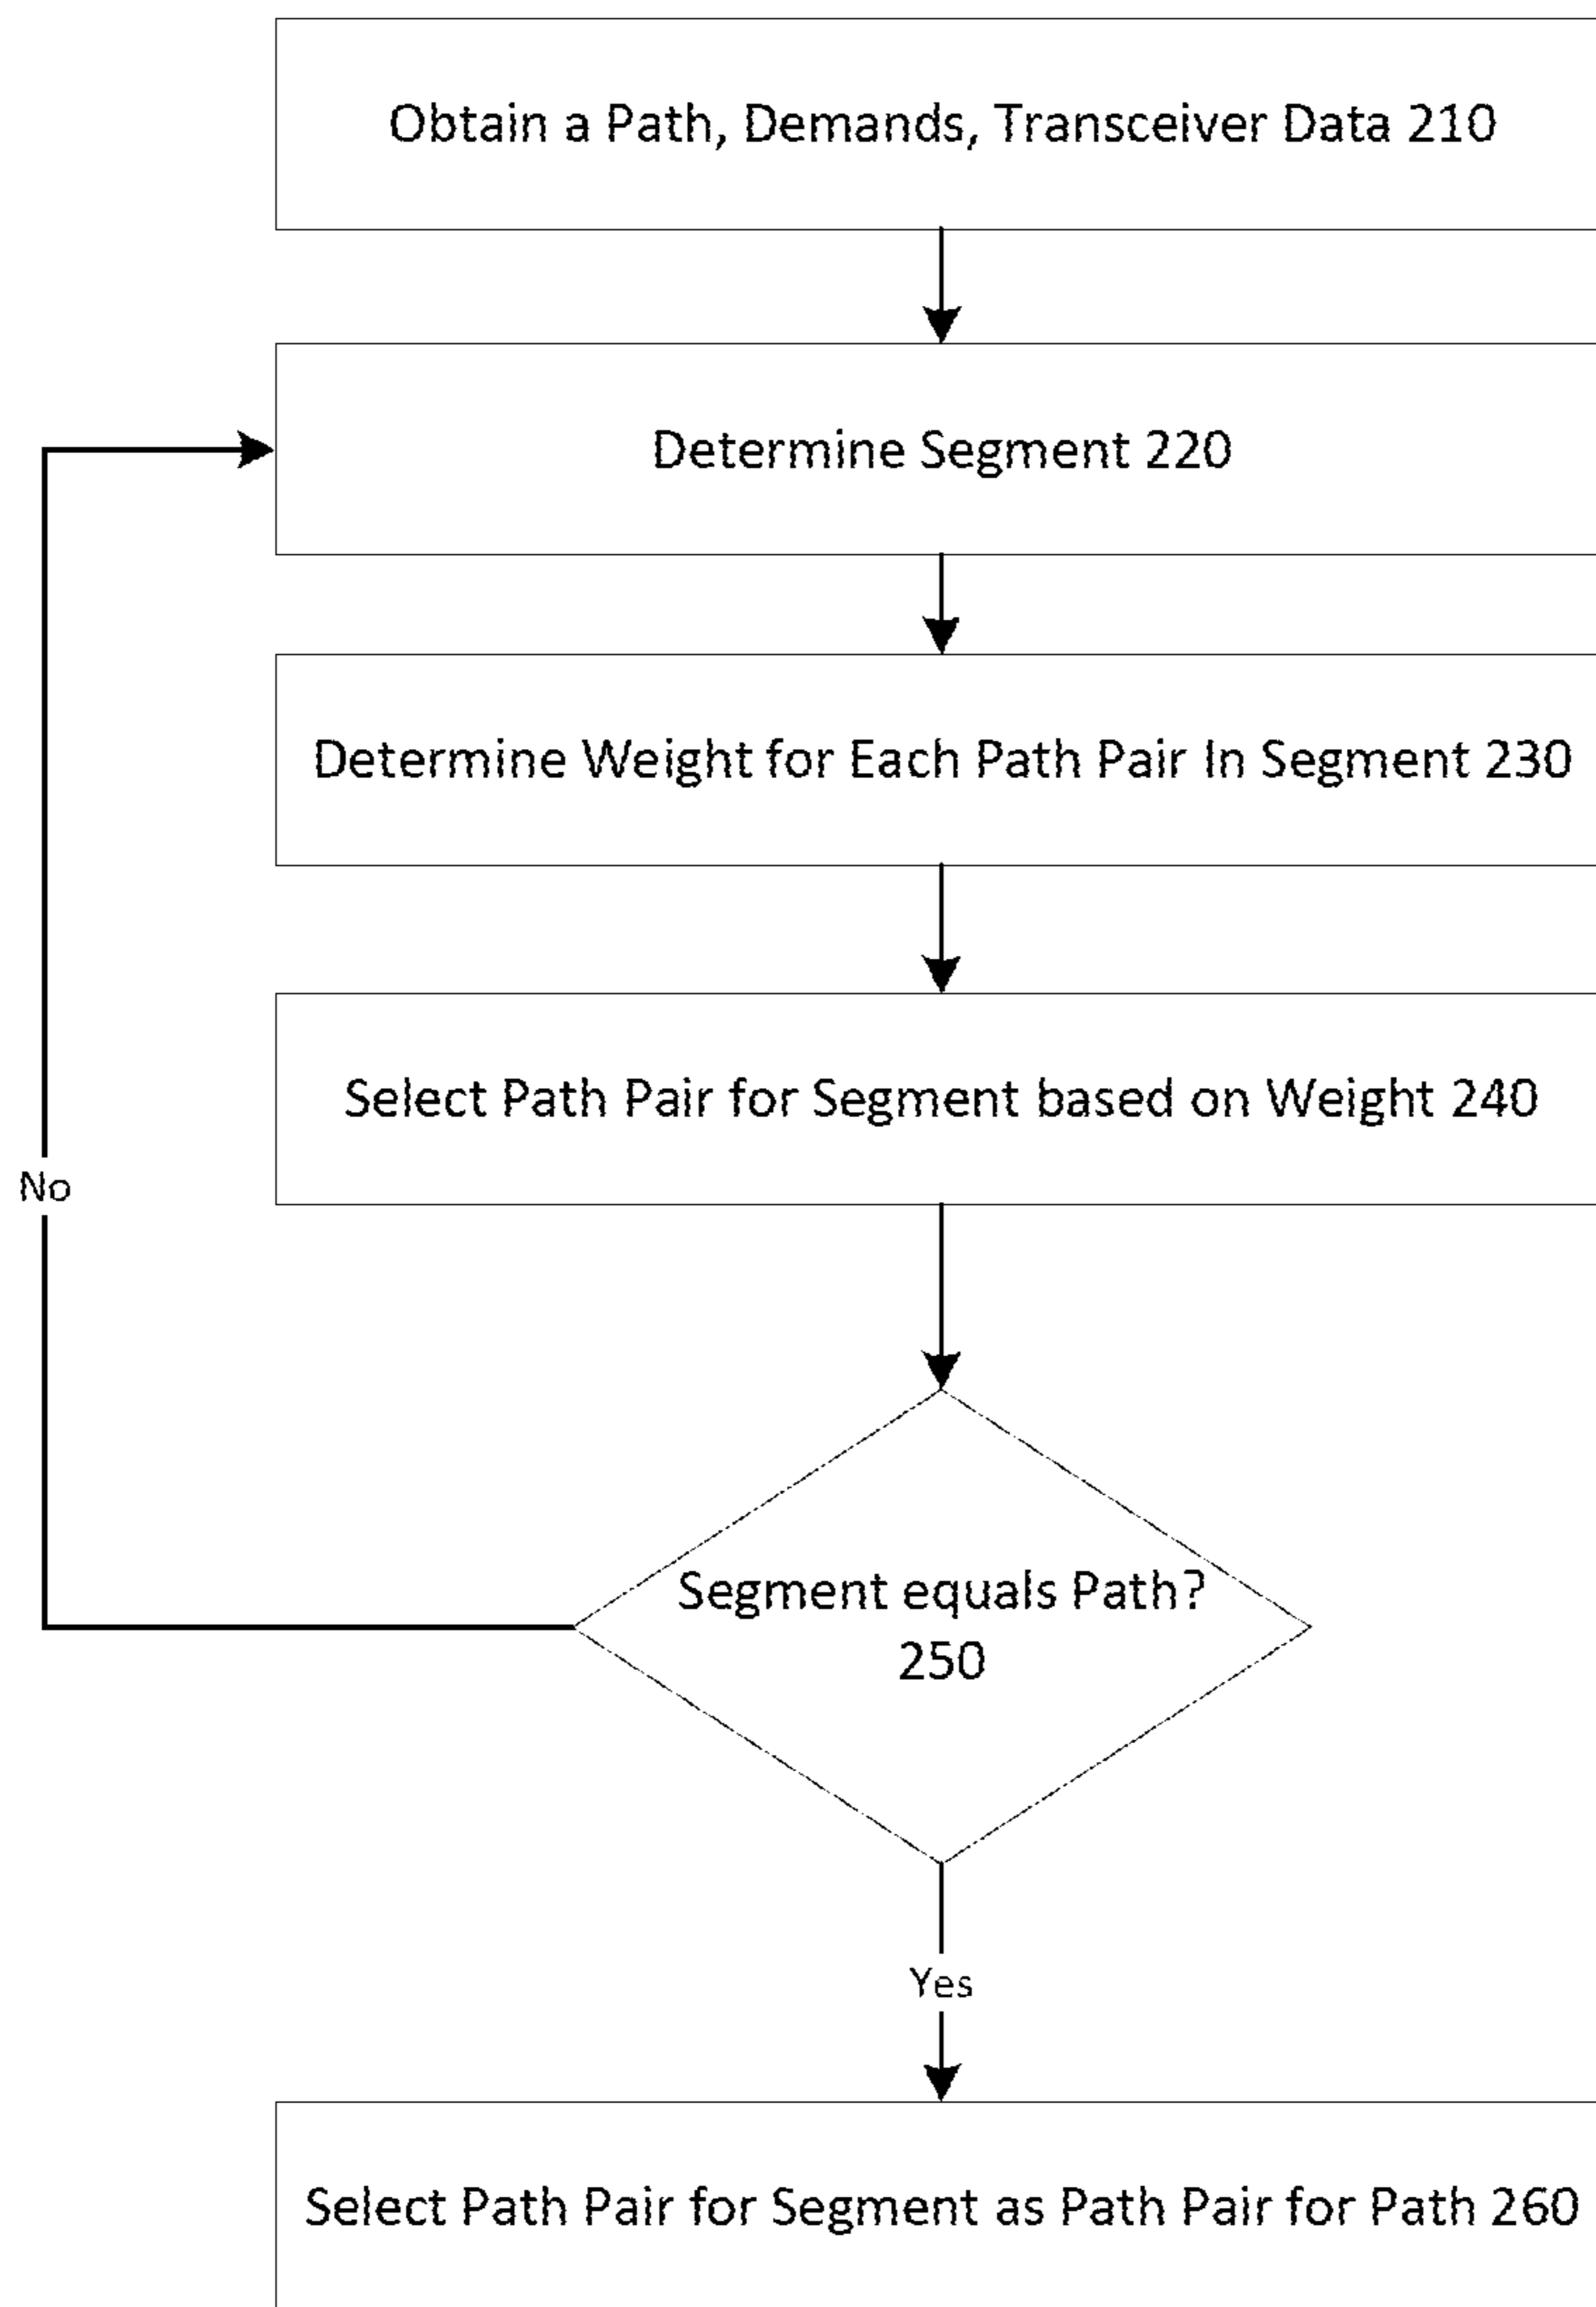 Obtain a Path, Demands, Transceiver Data 210
Determine Segment 220
Determine Weight for Each Path Pair In Segment 230
Select Path Pair for Segment based on Weight 240
No
Segment equals Path?
250
Yes
Select Path Pair for Segment as Path Pair for Path 260